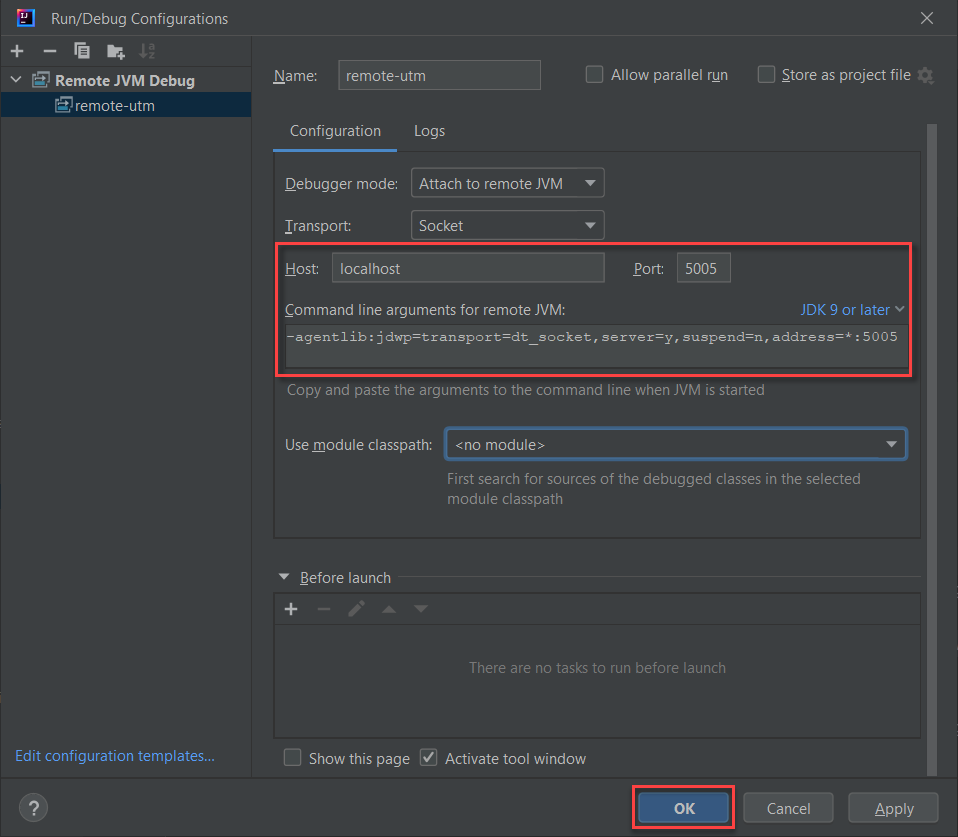 Run/Debug Configurations
Remote JVM Debug
remote-utm
Name:
remote-utm
Allow parallel run
Store as project file
Configuration
Logs
Debugger mode:
Attach to remote JVM
Transport:
Socket
Host:
localhost
Port:
5005
Command line arguments for remote JVM:
JDK 9 or later
-agentlib:jdwp=transport=dt_socket,server=y,suspend=n,address=*:5005
Copy and paste the arguments to the command line when JVM is started
Use module classpath:
<no module>
First search for sources of the debugged classes in the selected
module classpath
Before launch
There are no tasks to run before launch
Edit configuration templates...
Show this page
Activate tool window
?
OK
Cancel
Apply